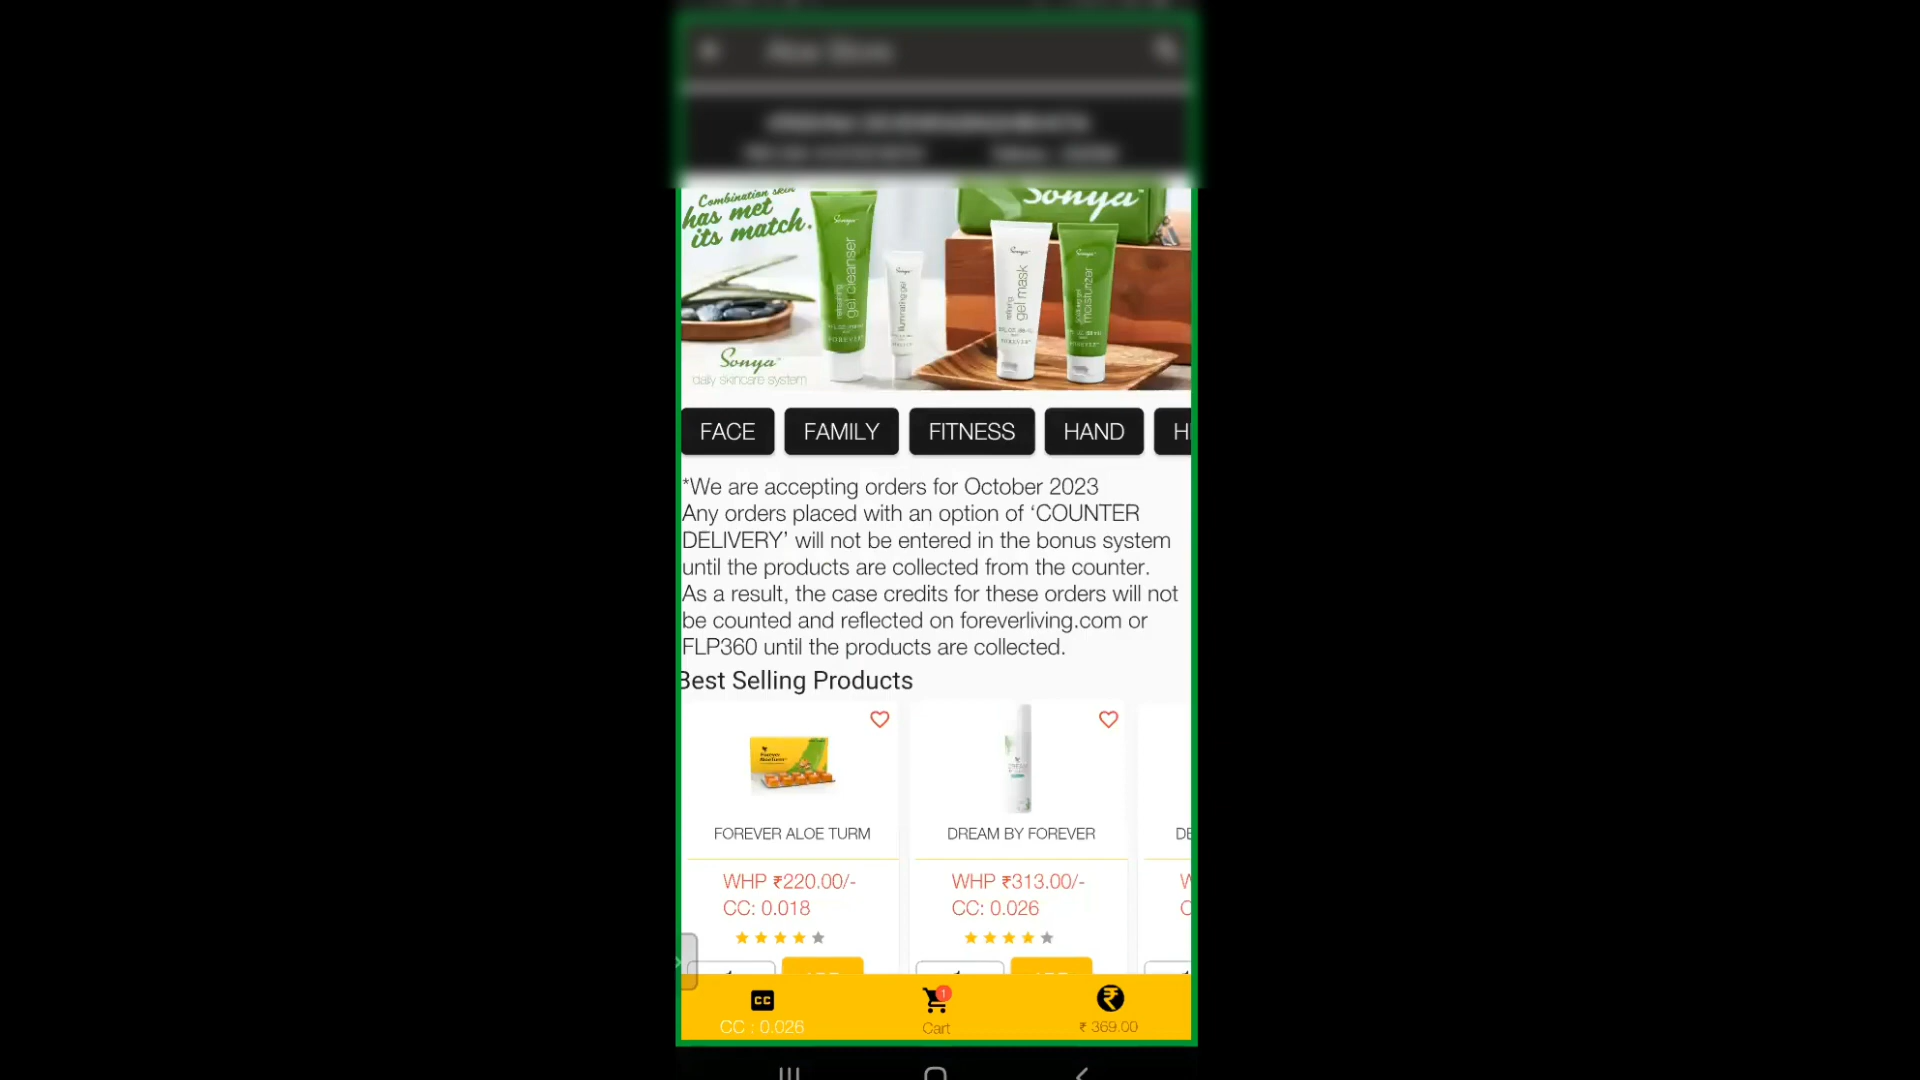 Combination skin
has met
its match.
Sonya
Sonya
gel cleanser
illuminating gel
gel mask
moisturizer
FOREVER
FOREVER
Sonya
daily skincare system
FACE
FAMILY
FITNESS
HAND
*We are accepting orders for October 2023
Any orders placed with an option of ‘COUNTER
DELIVERY’ will not be entered in the bonus system
until the products are collected from the counter.
As a result, the case credits for these orders will not
be counted and reflected on foreverliving.com or
FLP360 until the products are collected.
Best Selling Products
FOREVER ALOE TURM
DREAM BY FOREVER
WHP ₹220.00/-
CC: 0.018
WHP ₹313.00/-
CC: 0.026
CC
CC : 0.026
1
Cart
₹
₹ 369.00